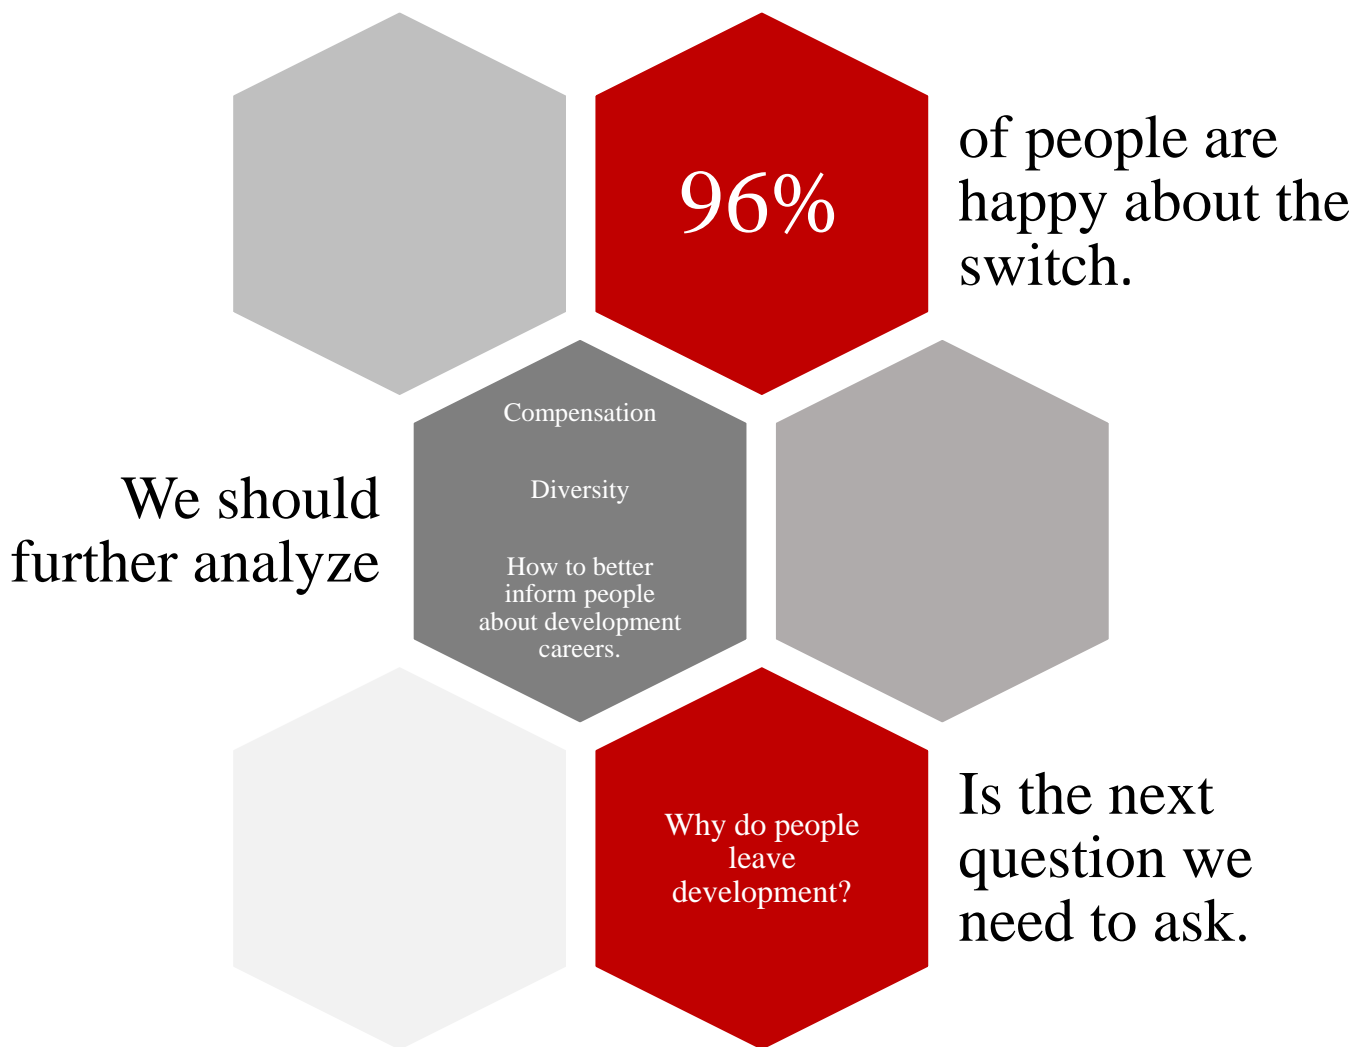 96%
of people are
happy about the
switch.
We should
further analyze
Compensation
Diversity
How to better
inform people
about development
careers.
Why do people
leave
development?
Is the next
question we
need to ask.